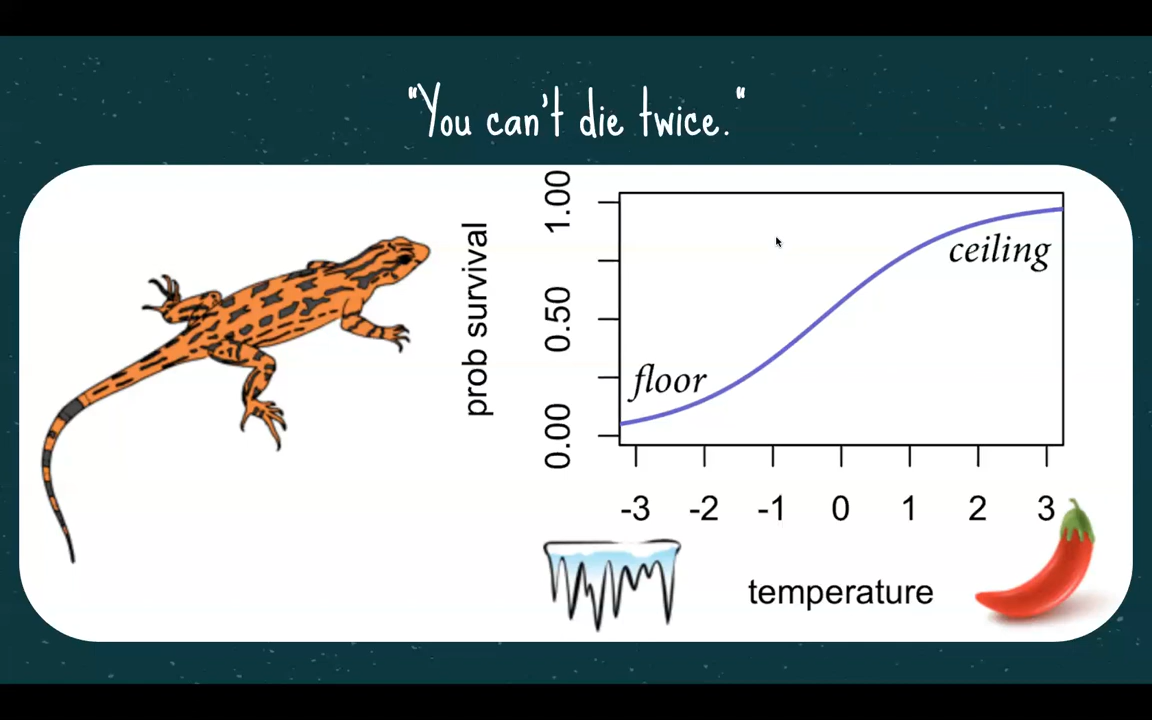 "You can't die twice."
prob survival
1.00
0.50
0.00
ceiling
floor
-3 -2 -1 0 1 2 3
temperature